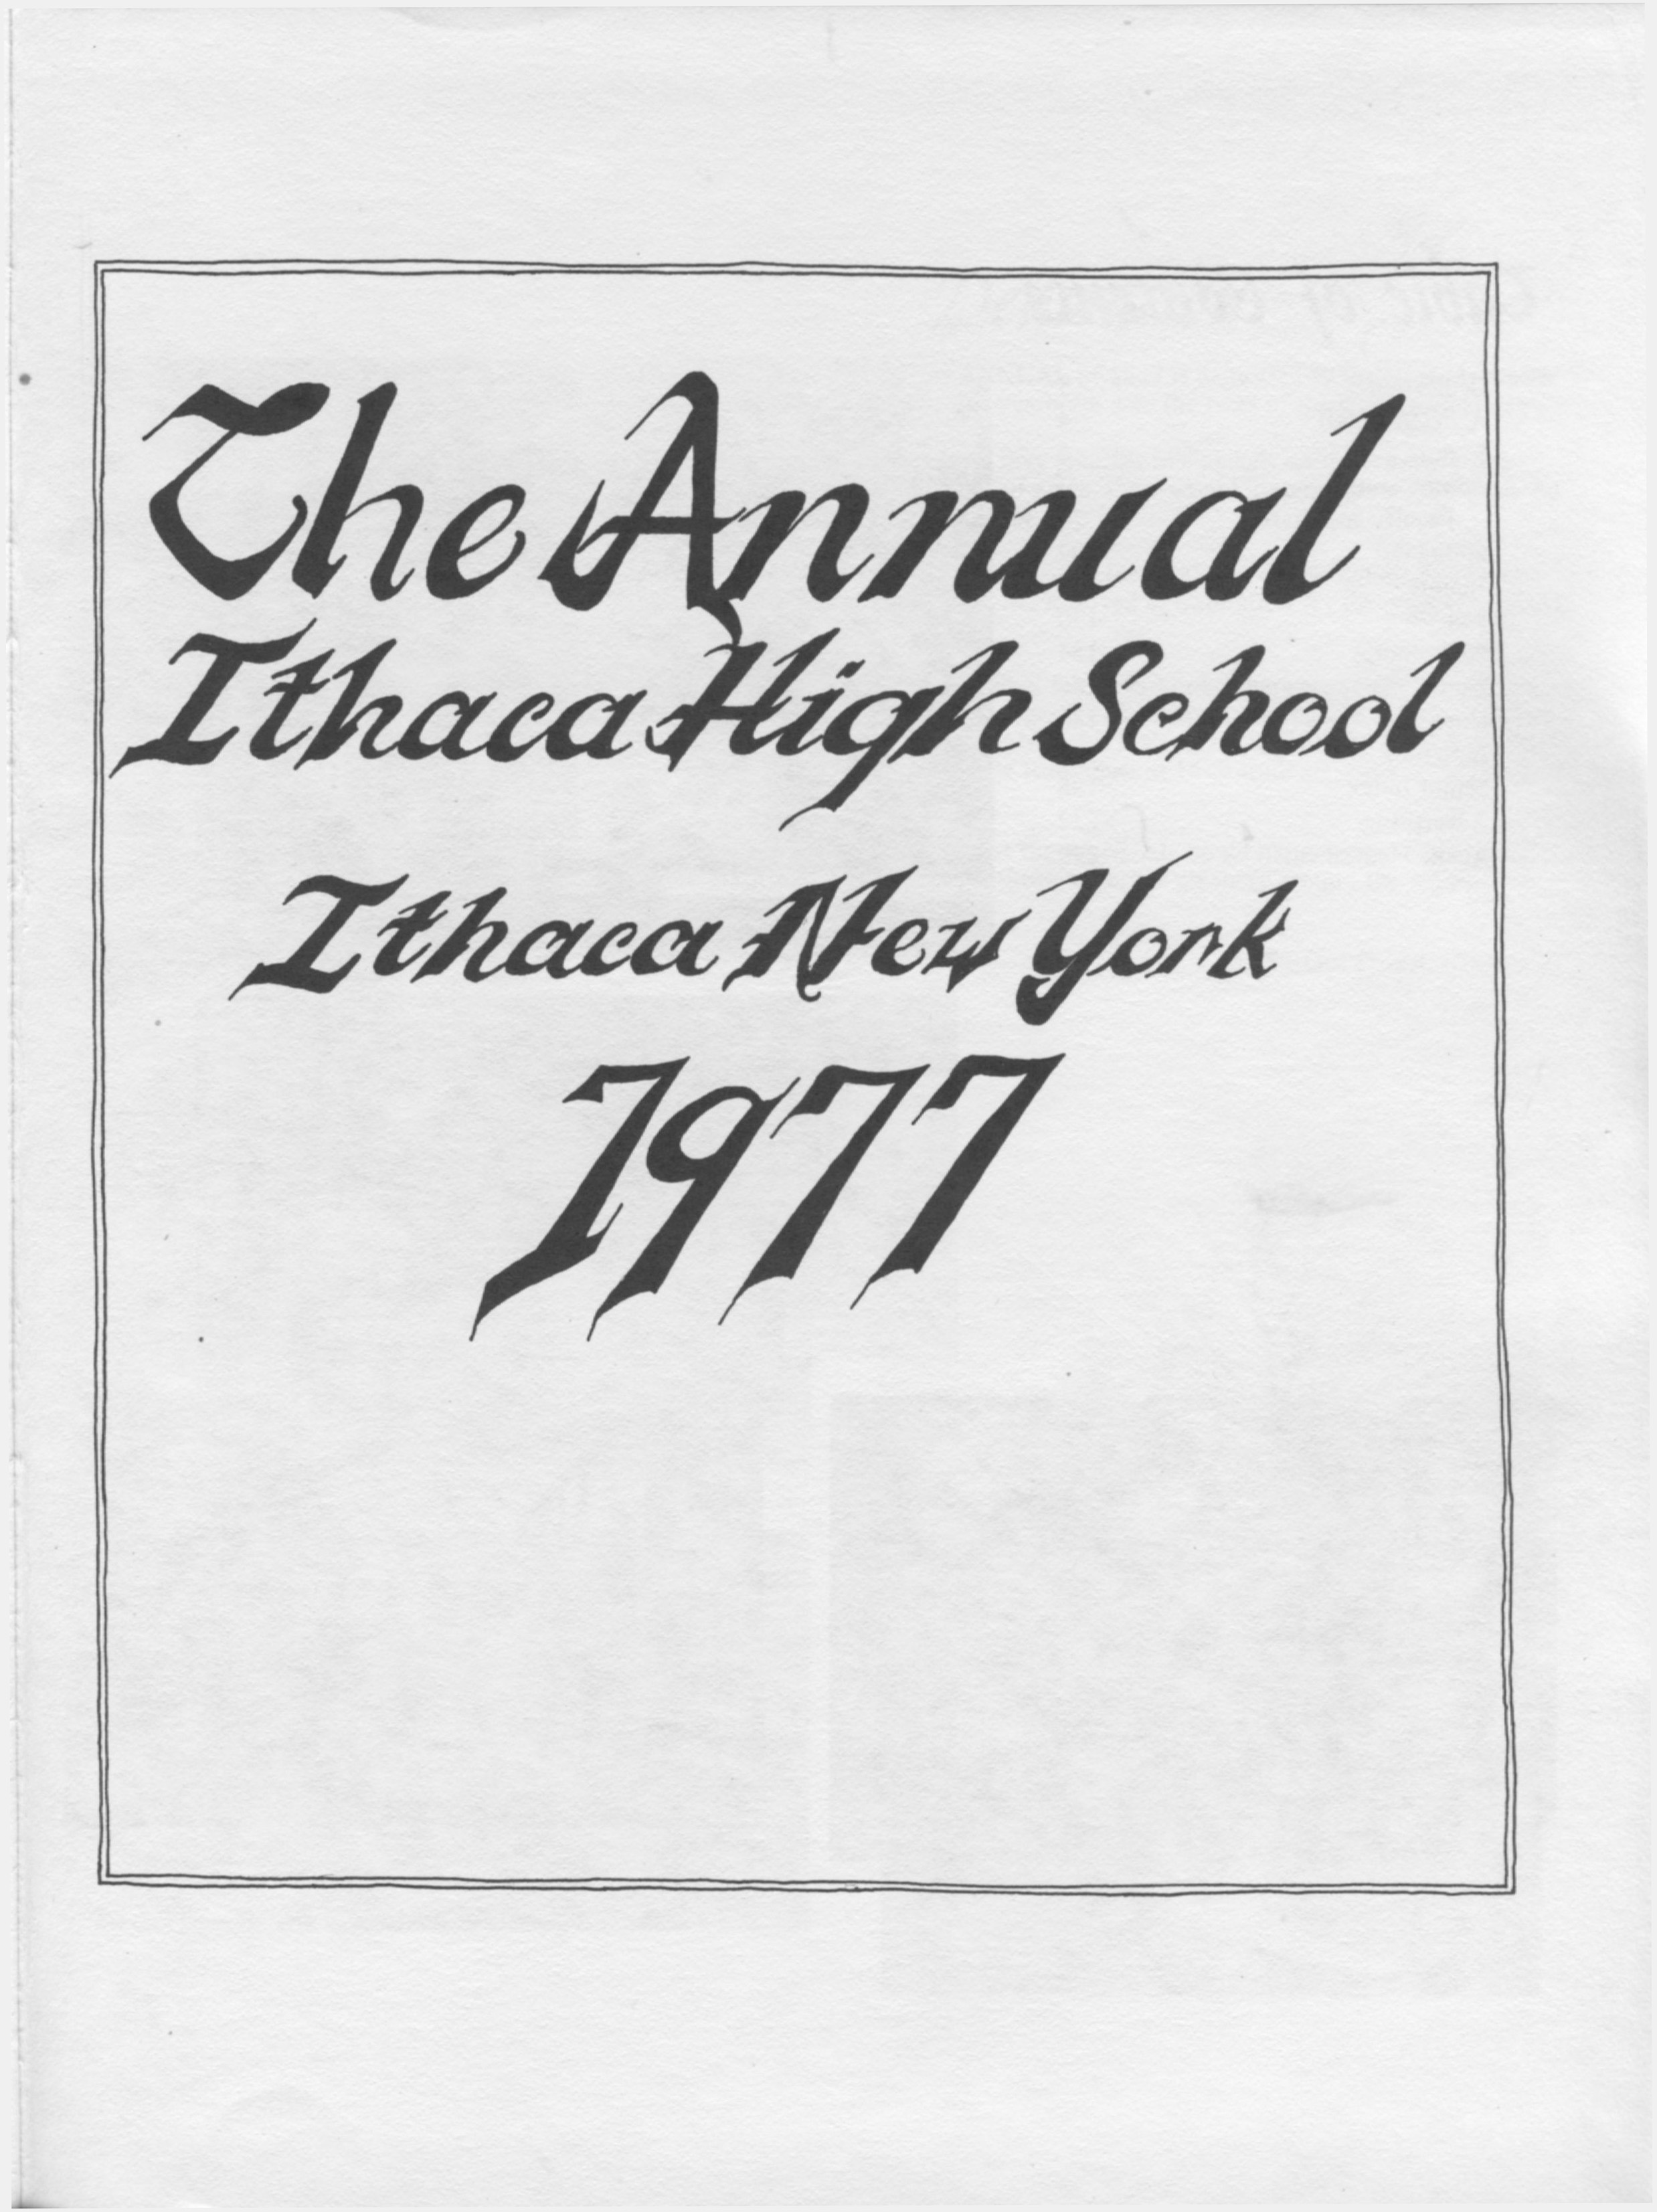 The Annual
Ithaca High School
Ithaca New York
1977